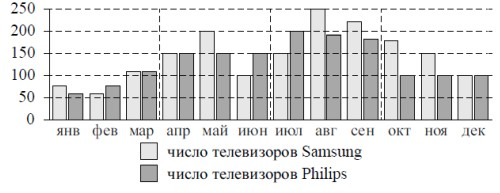 250
200
150
100
50
0
янв фев мар апр май июн июл авг сен окт ноя дек
число телевизоров Samsung
число телевизоров Philips